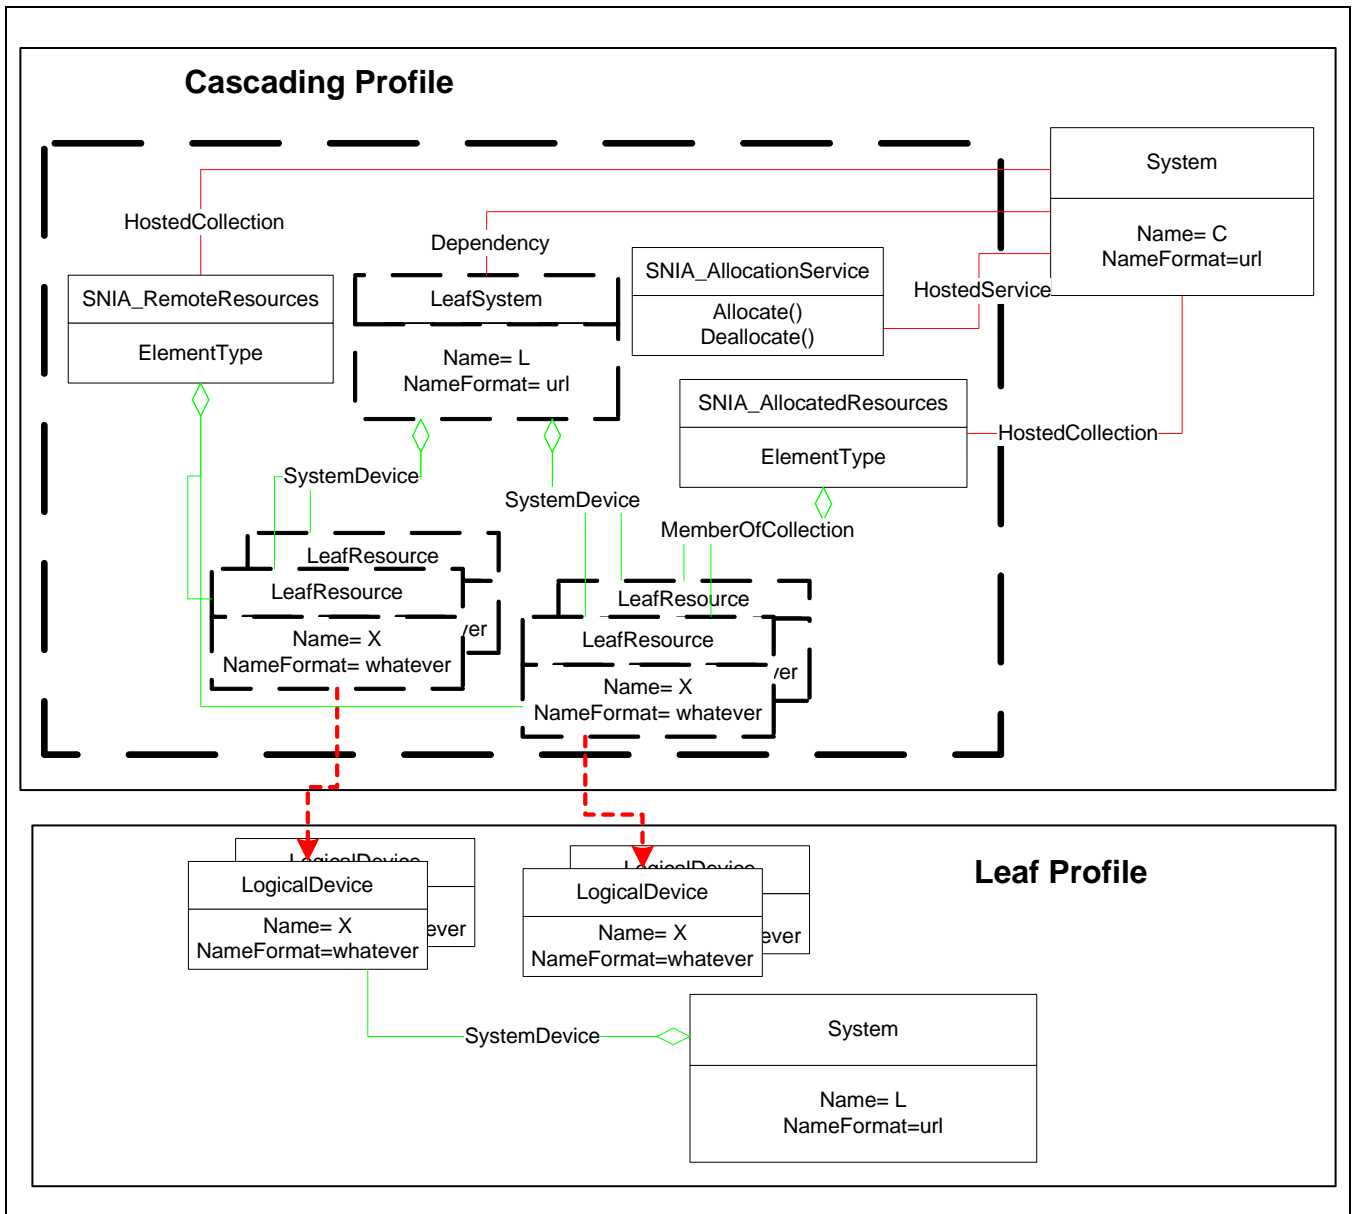 Cascading Profile
System
Name= C
NameFormat=url
HostedCollection
Dependency
SNIA_AllocationService
Allocate()
Deallocate()
HostedService
SNIA_RemoteResources
ElementType
LeafSystem
Name= L
NameFormat= url
SNIA_AllocatedResources
ElementType
HostedCollection
SystemDevice
SystemDevice
MemberOfCollection
LeafResource
LeafResource
Name= X
NameFormat= whatever
LeafResource
LeafResource
Name= X
NameFormat= whatever
Leaf Profile
LogicalDevice
LogicalDevice
Name= X
NameFormat=whatever
LogicalDevice
LogicalDevice
Name= X
NameFormat=whatever
SystemDevice
System
Name= L
NameFormat=url